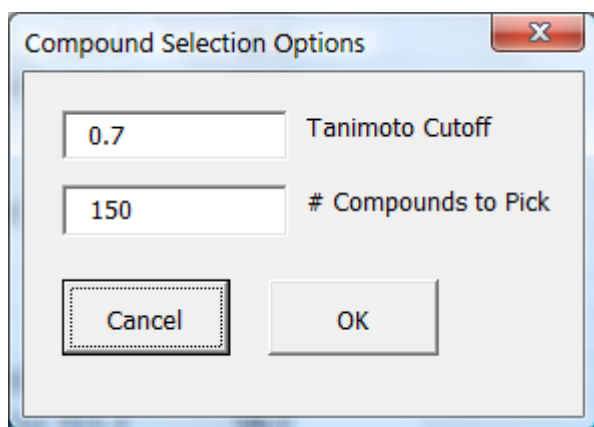 Compound Selection Options
0.7 Tanimoto Cutoff
150 # Compounds to Pick
Cancel OK